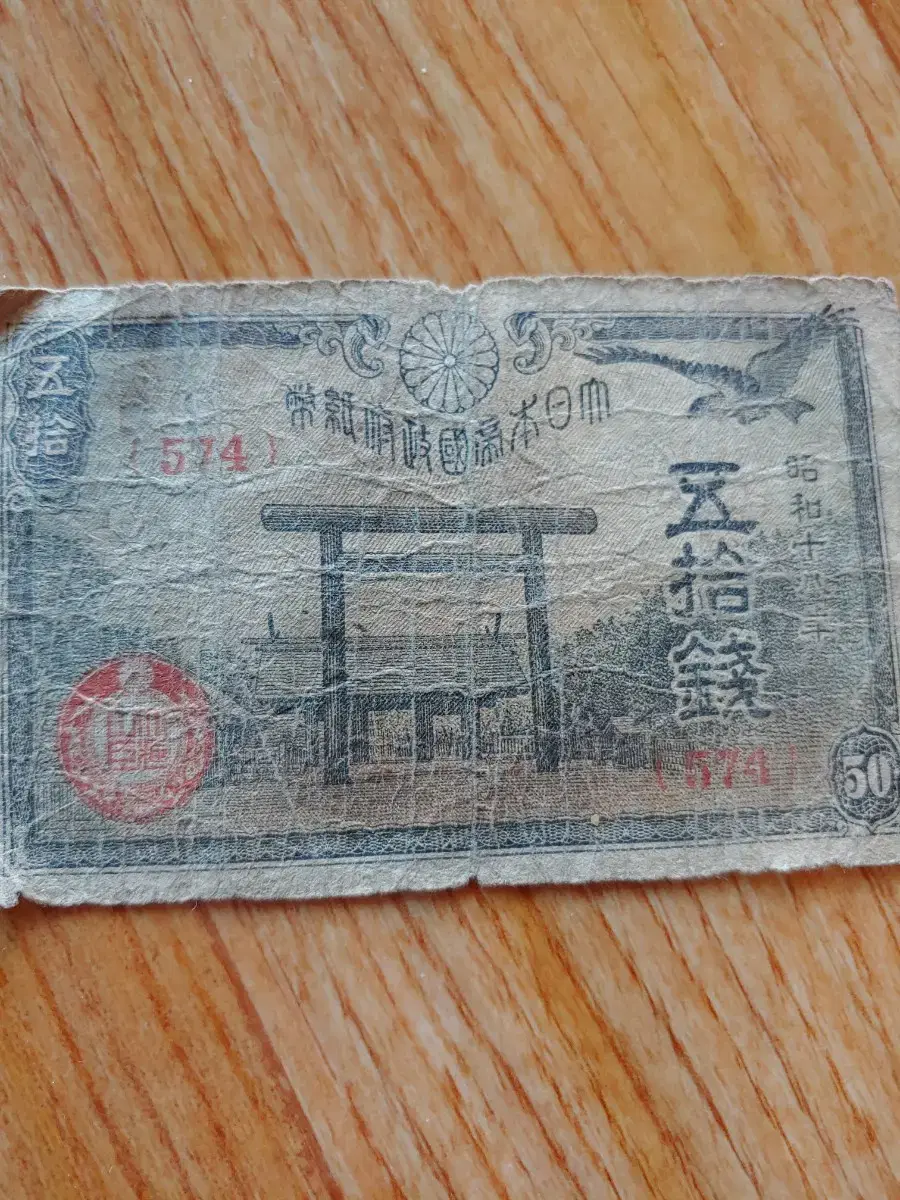 大日本帝國政府紙幣
五拾
{574}
昭和十八年
五拾錢
{574}
50